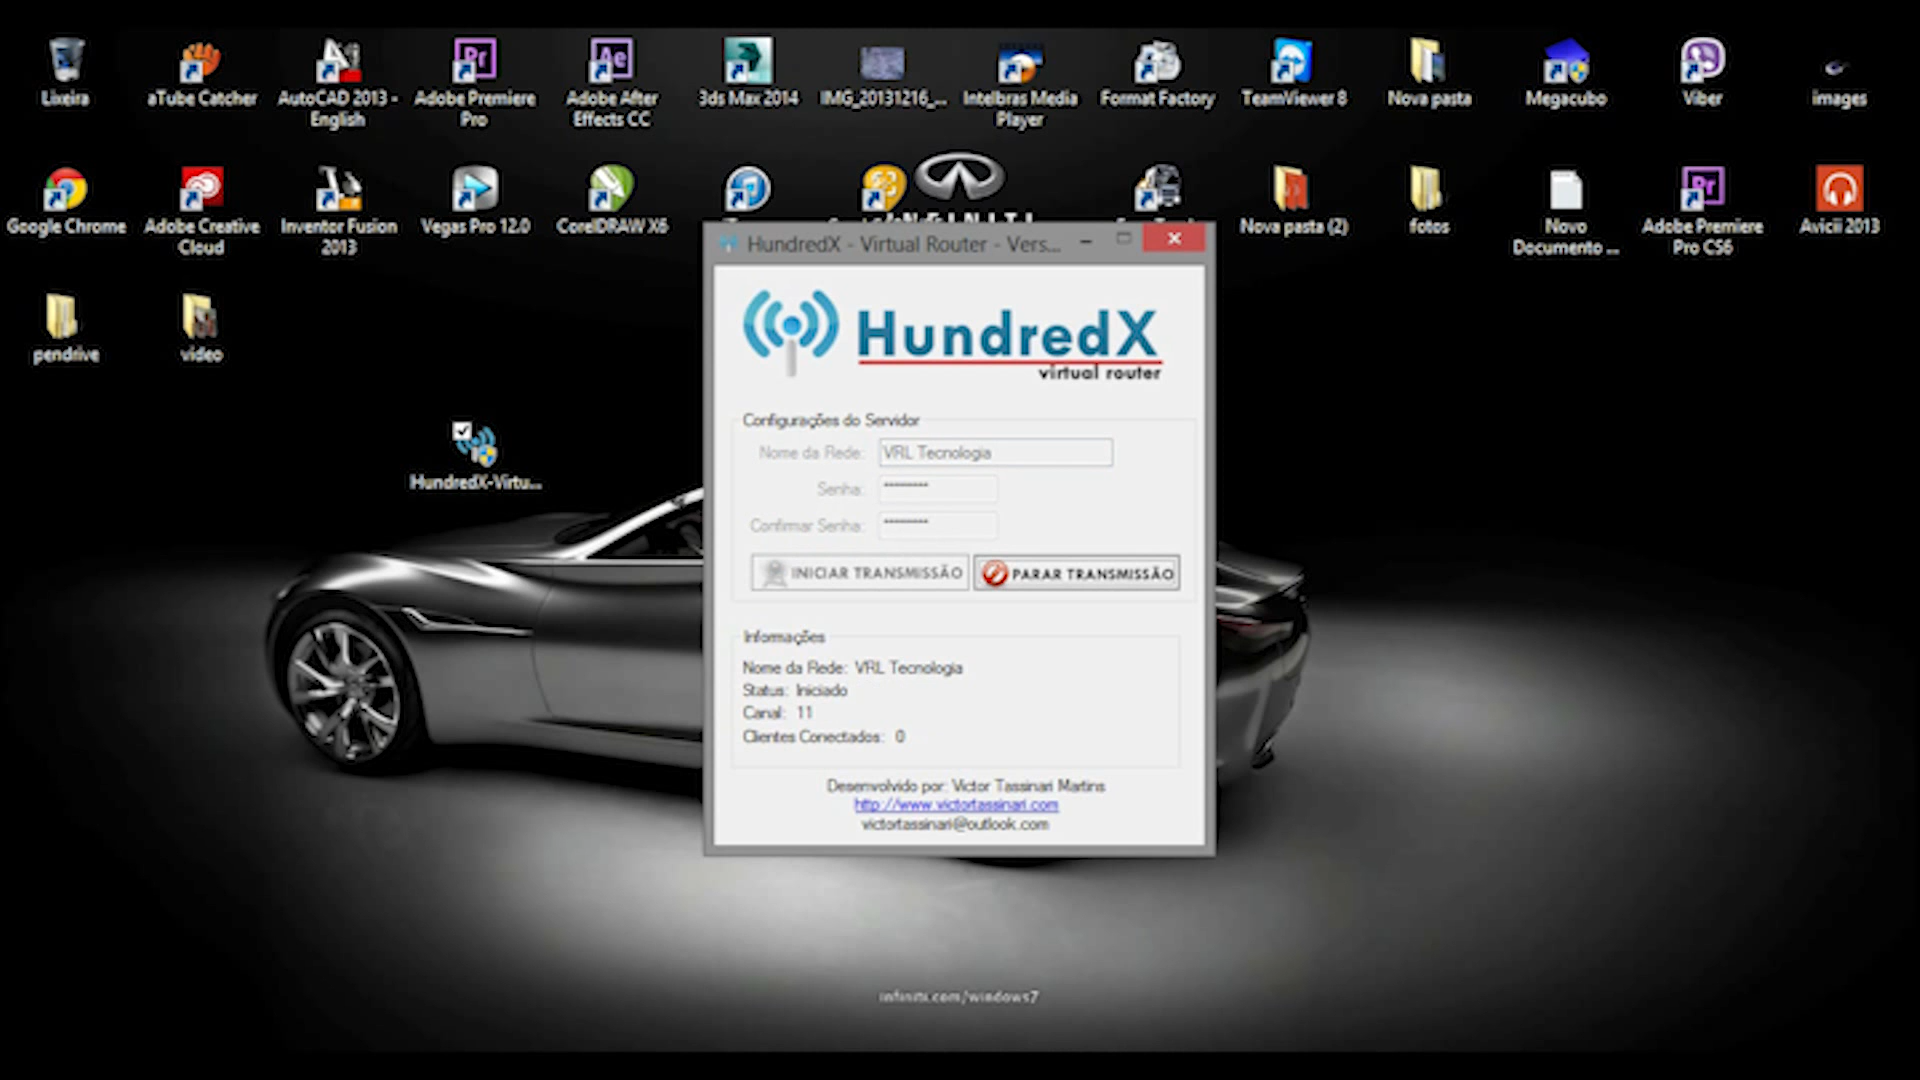 Lixeira
aTube Catcher
AutoCAD 2013 -
English
Adobe Premiere
Pro
Adobe After
Effects CC
3ds Max 2014
IMG_20131216_...
Intelbras Media
Player
Format Factory
TeamViewer 8
Nova pasta
Megacubo
Viber
images
Google Chrome
Adobe Creative
Cloud
Inventor Fusion
2013
Vegas Pro 12.0
CorelDRAW X6
Nova pasta (2)
fotos
Novo
Documento ...
Adobe Premiere
Pro CS6
Avicii 2013
pendrive
video
HundredX-Virtu...
INFINITI
HundredX - Virtual Router - Vers...
HundredX
virtual router
Configurações do Servidor
Nome da Rede: VRL Tecnologia
Senha: *********
Confirmar Senha: *********
INICIAR TRANSMISSÃO
PARAR TRANSMISSÃO
Informações
Nome da Rede: VRL Tecnologia
Status: Iniciado
Canal: 11
Clientes Conectados: 0
Desenvolvido por: Victor Tassinari Martins
http://www.victortassinari.com
victortassinari@outlook.com
infiniti.com/windows7